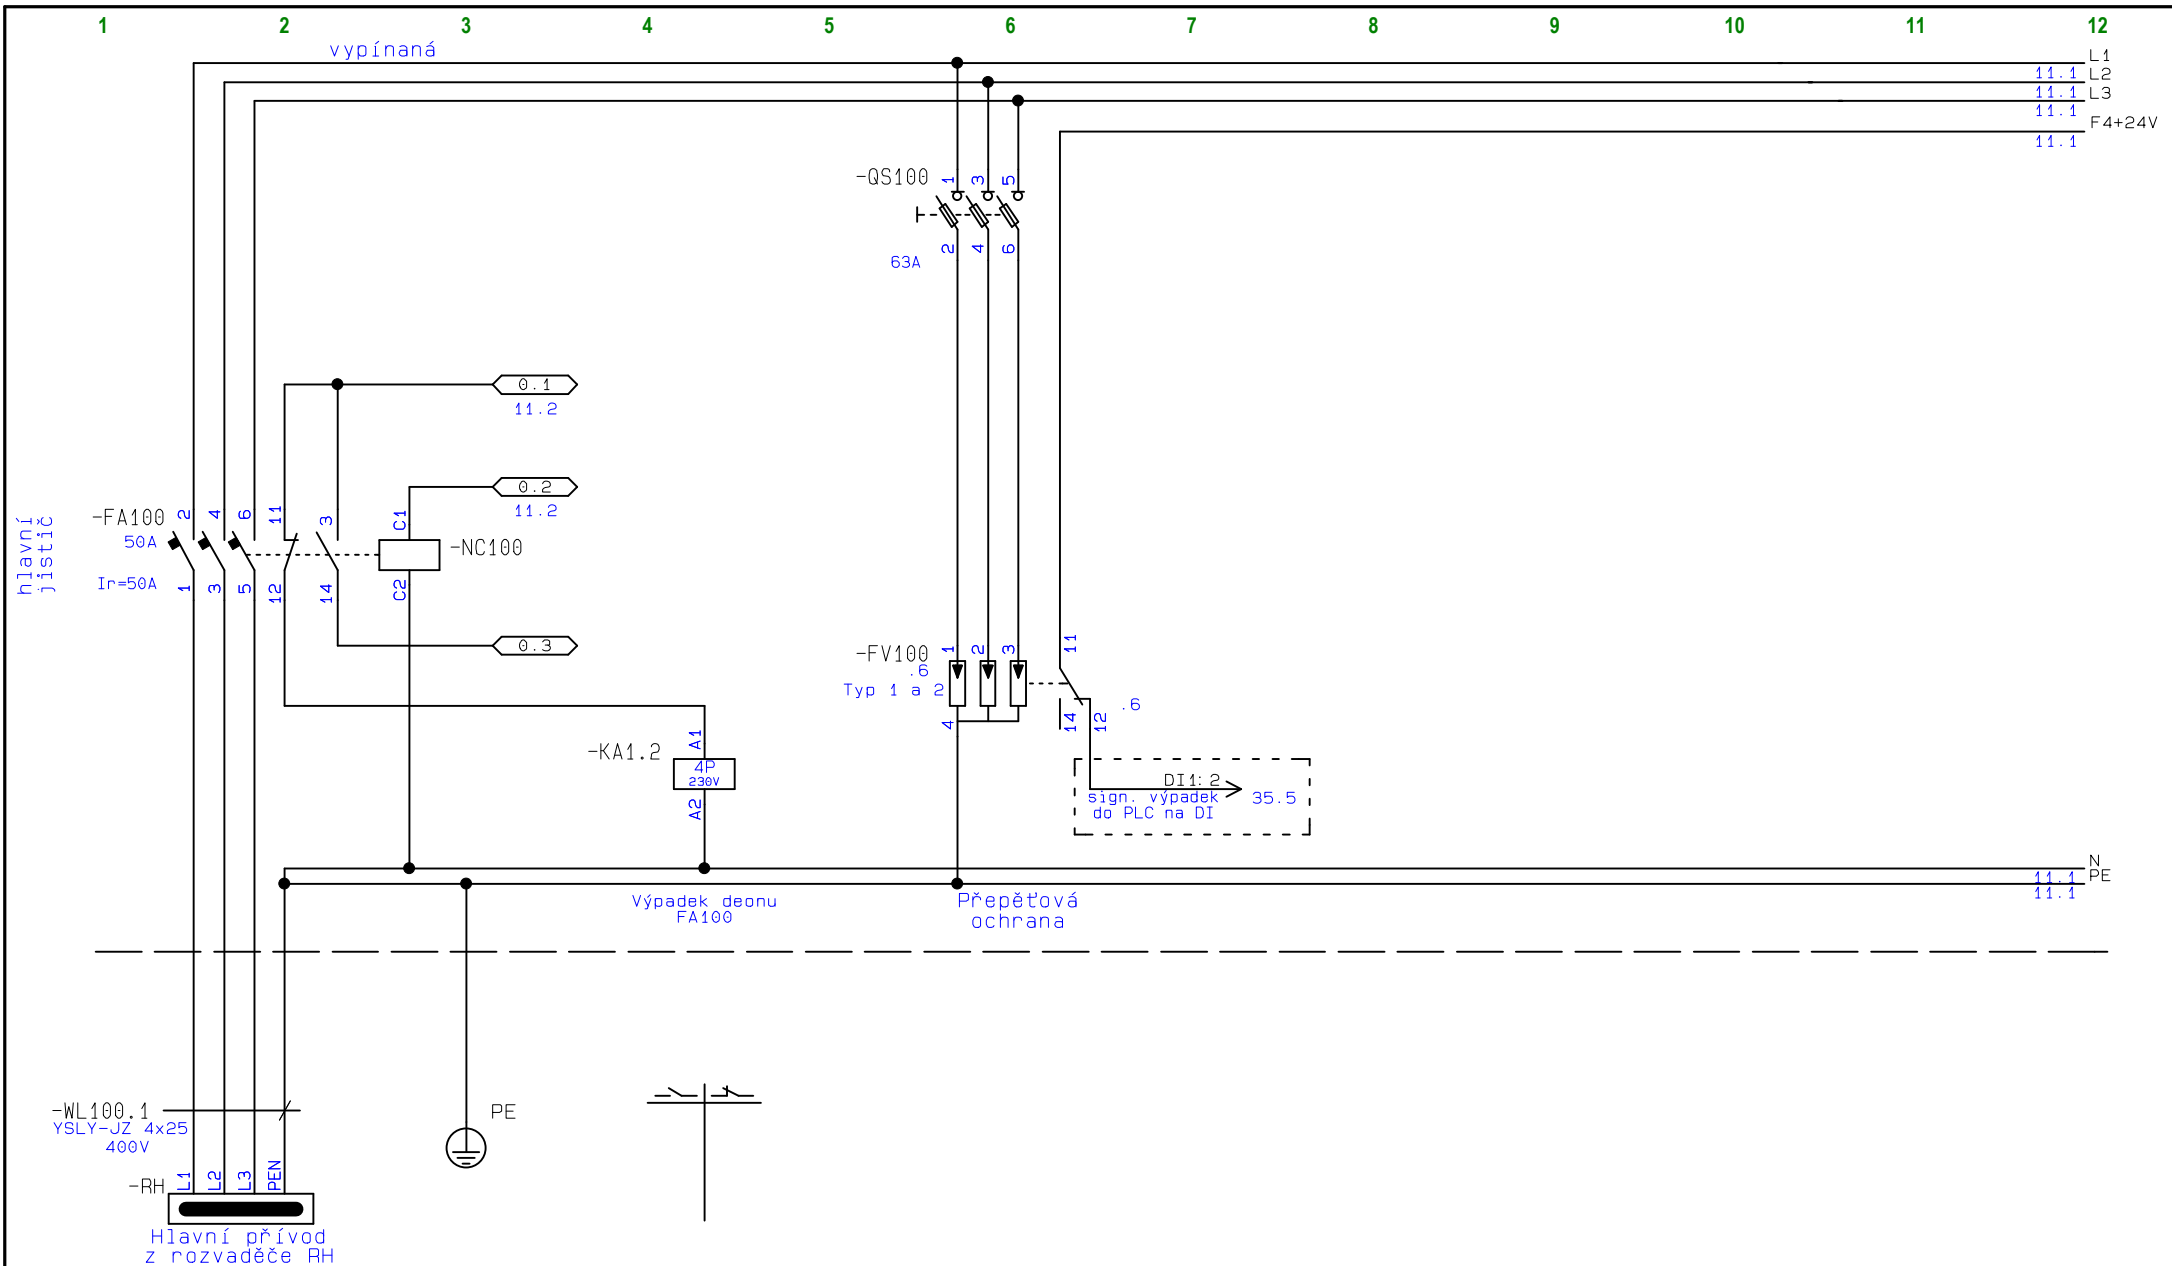 1 2 3 4 5 6 7 8 9 10 11 12
vypínaná
L1
11.1 L2
11.1 L3
11.1
F4+24V
11.1
-QS100 1 3 5
2 4 6
63A
0.1
11.2
0.2
11.2
hlavní
jistič
-FA100 2 4 6 11 3 C1
50A
-NC100
Ir=50A 1 3 5 12 14 C2
0.3
-FV100 1 2 3 11
.6
Typ 1 a 2
4 14 12 .6
-KA1.2 A1
4P
230V
A2
DI1:2
sign. výpadek 35.5
do PLC na DI
N
11.1 PE
11.1
Výpadek deonu
FA100
Přepěťová
ochrana
-WL100.1
YSLY-JZ 4x25
400V
PE
-RH L1 L2 L3 PEN
Hlavní přívod
z rozvaděče RH